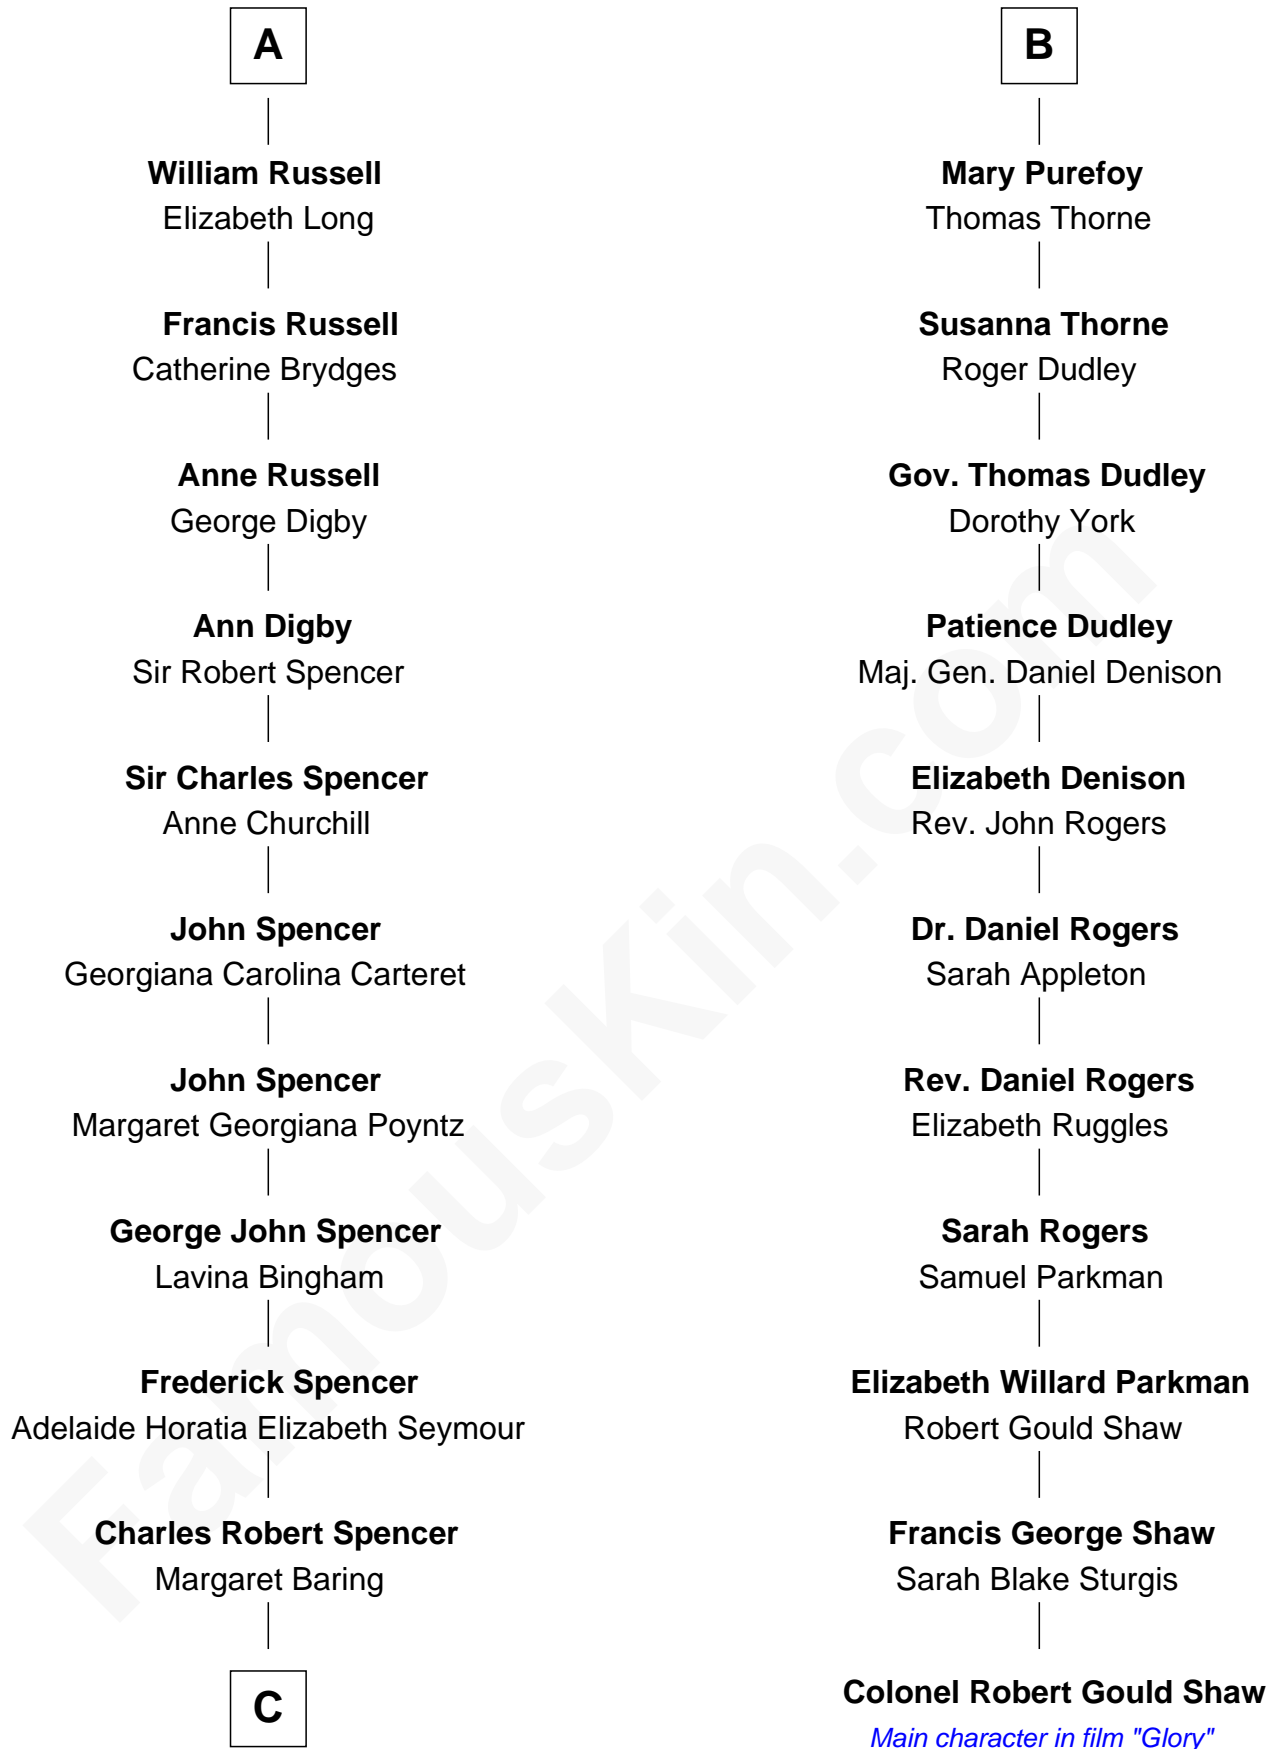 A
William Russell
Elizabeth Long
Francis Russell
Catherine Brydges
Anne Russell
George Digby
Ann Digby
Sir Robert Spencer
Sir Charles Spencer
Anne Churchill
John Spencer
Georgiana Carolina Carteret
John Spencer
Margaret Georgiana Poyntz
George John Spencer
Lavina Bingham
Frederick Spencer
Adelaide Horatia Elizabeth Seymour
Charles Robert Spencer
Margaret Baring
C
B
Mary Purefoy
Thomas Thorne
Susanna Thorne
Roger Dudley
Gov. Thomas Dudley
Dorothy York
Patience Dudley
Maj. Gen. Daniel Denison
Elizabeth Denison
Rev. John Rogers
Dr. Daniel Rogers
Sarah Appleton
Rev. Daniel Rogers
Elizabeth Ruggles
Sarah Rogers
Samuel Parkman
Elizabeth Willard Parkman
Robert Gould Shaw
Francis George Shaw
Sarah Blake Sturgis
Colonel Robert Gould Shaw
Main character in film "Glory"
FamousKin.com